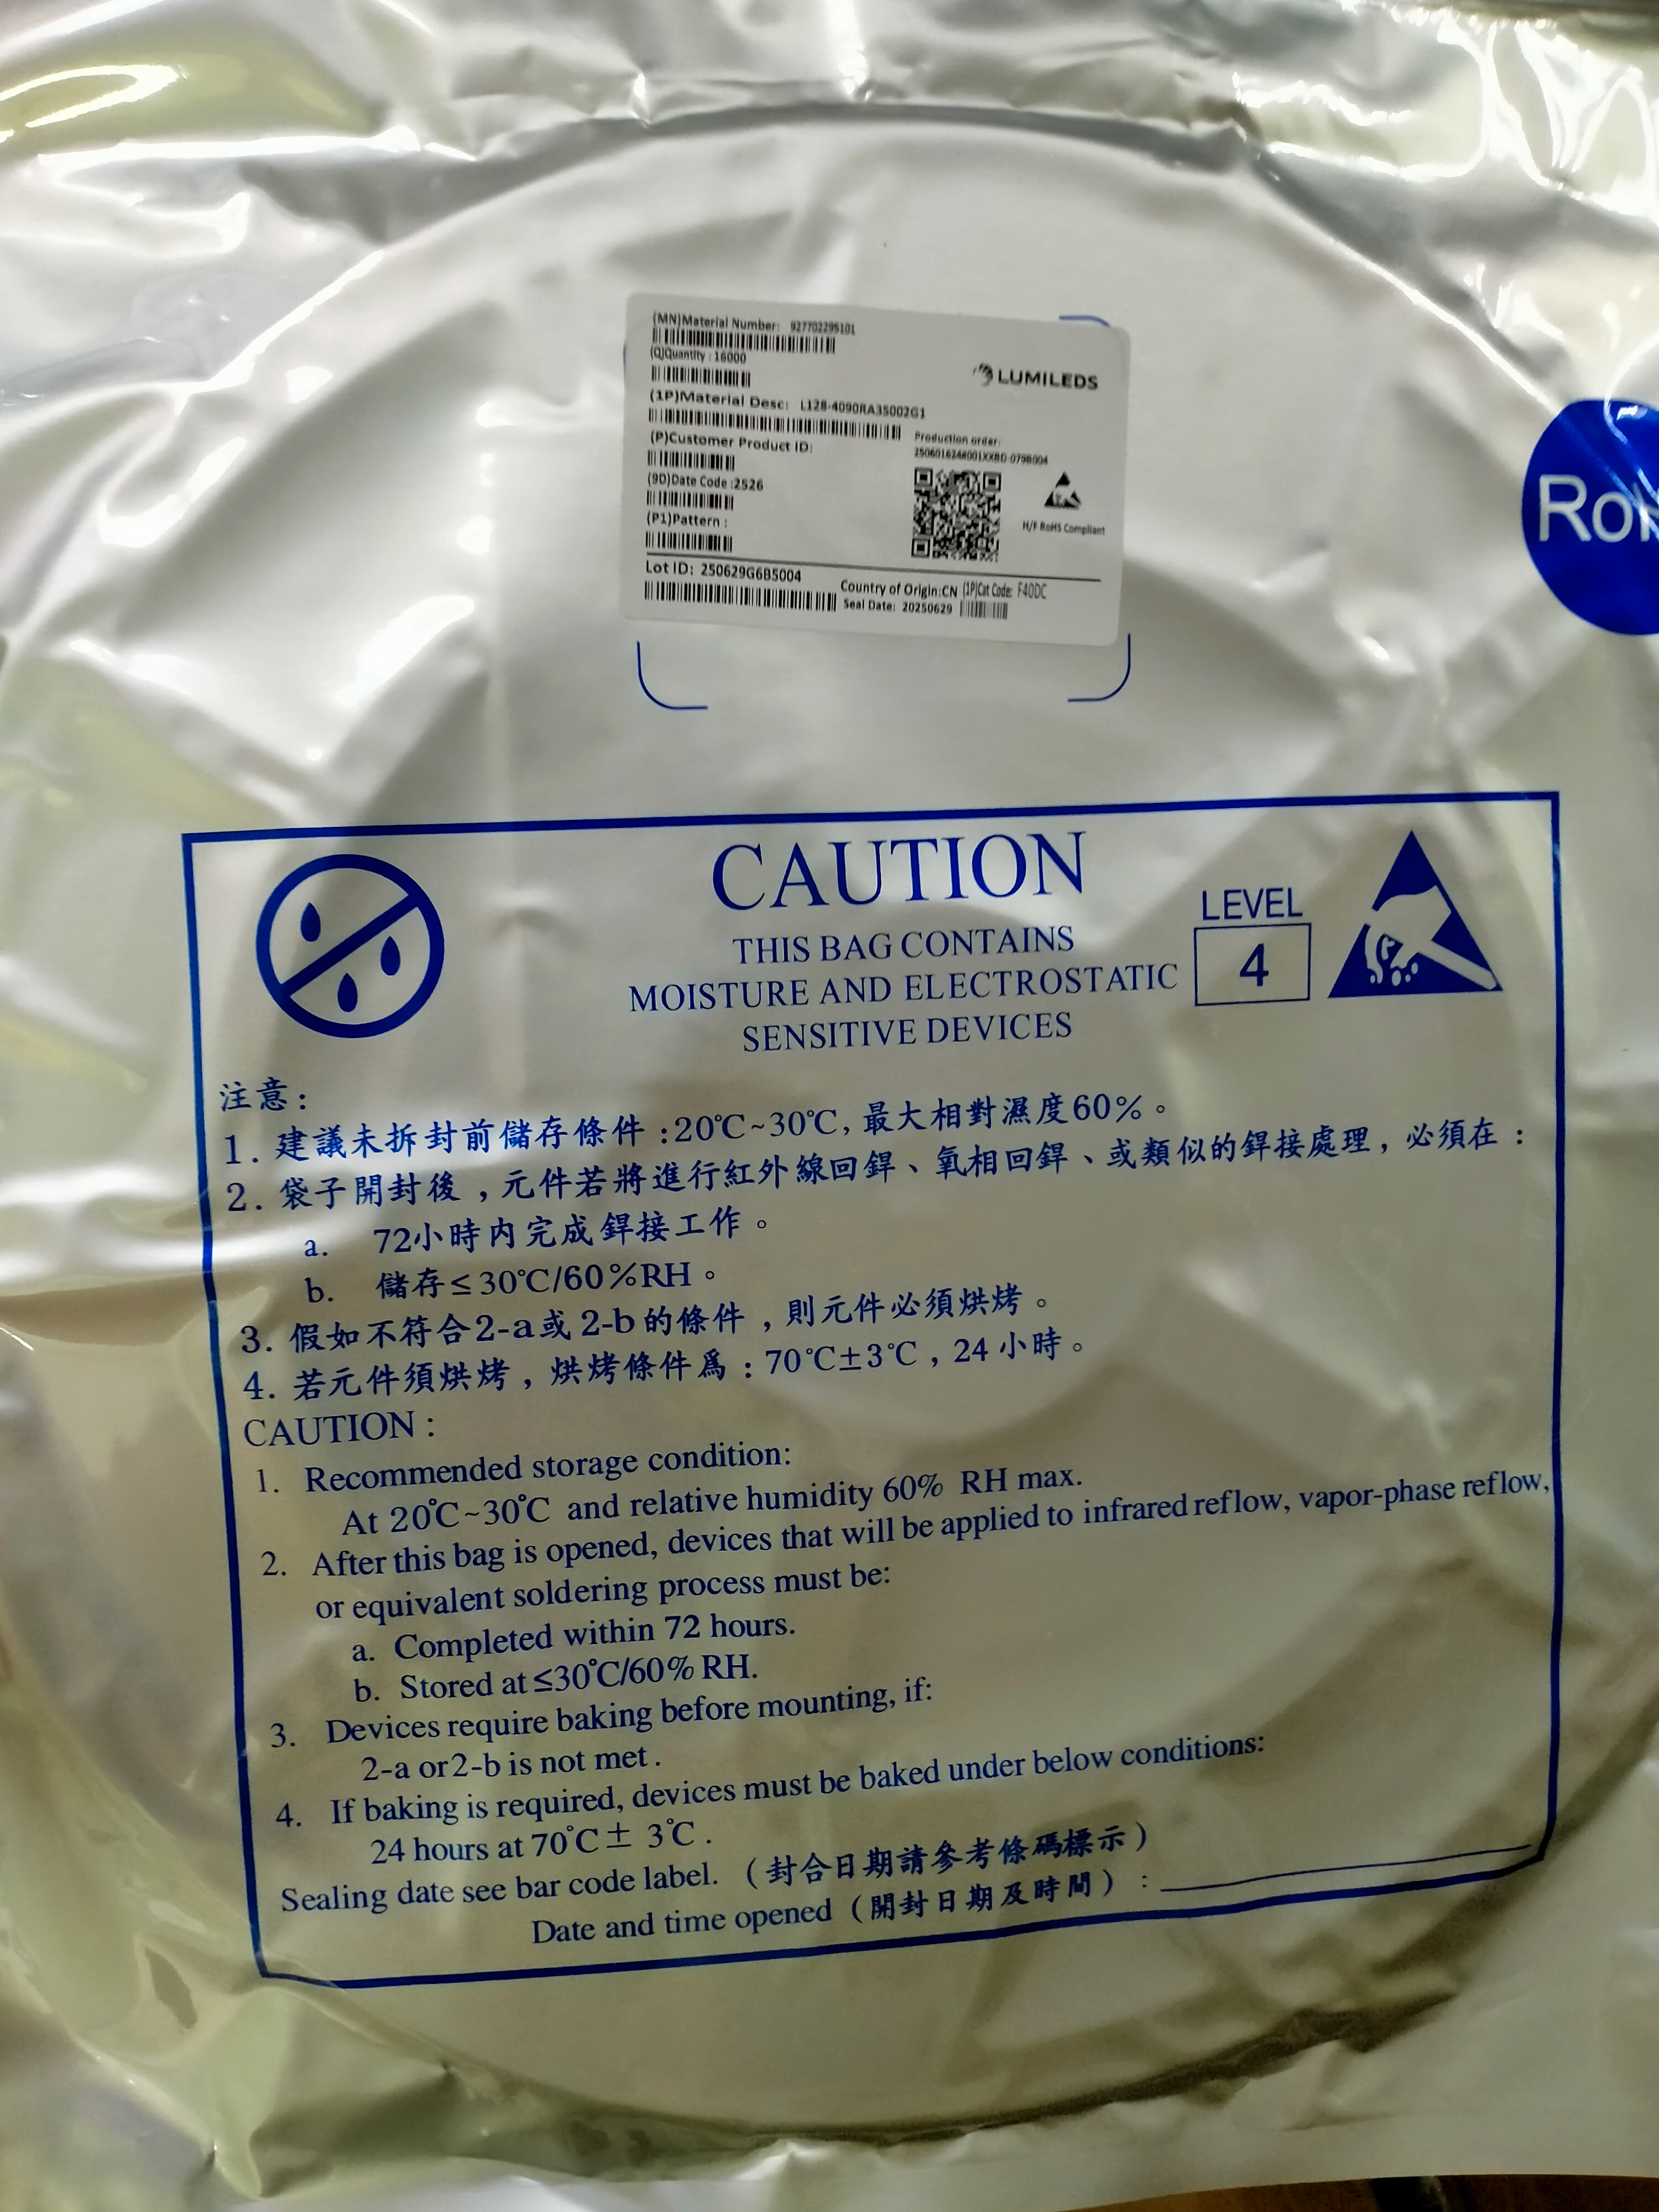 (MN)Material Number: 927702295101
(Q)Quantity : 16000
LUMILEDS
(1P)Material Desc: L128-4090RA35002G1
(P)Customer Product ID:
Production order:
(9D)Date Code :2526
(P1)Pattern :
H/F RoHS Compliant
Lot ID: 250629G6B5004
Country of Origin:CN (1P)Cat Code: F40DC
Seal Date: 20250629
CAUTION
THIS BAG CONTAINS
MOISTURE AND ELECTROSTATIC
SENSITIVE DEVICES
LEVEL
4
注意:
1. 建議未拆封前儲存條件:20℃~30℃, 最大相對濕度60%。
2. 袋子開封後,元件若將進行紅外線回銲、氧相回銲、或類似的銲接處理,必須在:
a. 72小時内完成銲接工作。
b. 儲存≤30℃/60%RH。
3. 假如不符合2-a或 2-b的條件,則元件必須烘烤。
4. 若元件須烘烤,烘烤條件爲:70℃±3℃,24小時。
CAUTION :
1. Recommended storage condition:
At 20℃~30℃ and relative humidity 60% RH max.
2. After this bag is opened, devices that will be applied to infrared reflow, vapor-phase reflow,
or equivalent soldering process must be:
a. Completed within 72 hours.
b. Stored at ≤30℃/60% RH.
3. Devices require baking before mounting, if:
2-a or 2-b is not met.
4. If baking is required, devices must be baked under below conditions:
24 hours at 70℃± 3℃.
Sealing date see bar code label. (封合日期請參考條碼標示)
Date and time opened (開封日期及時間) :